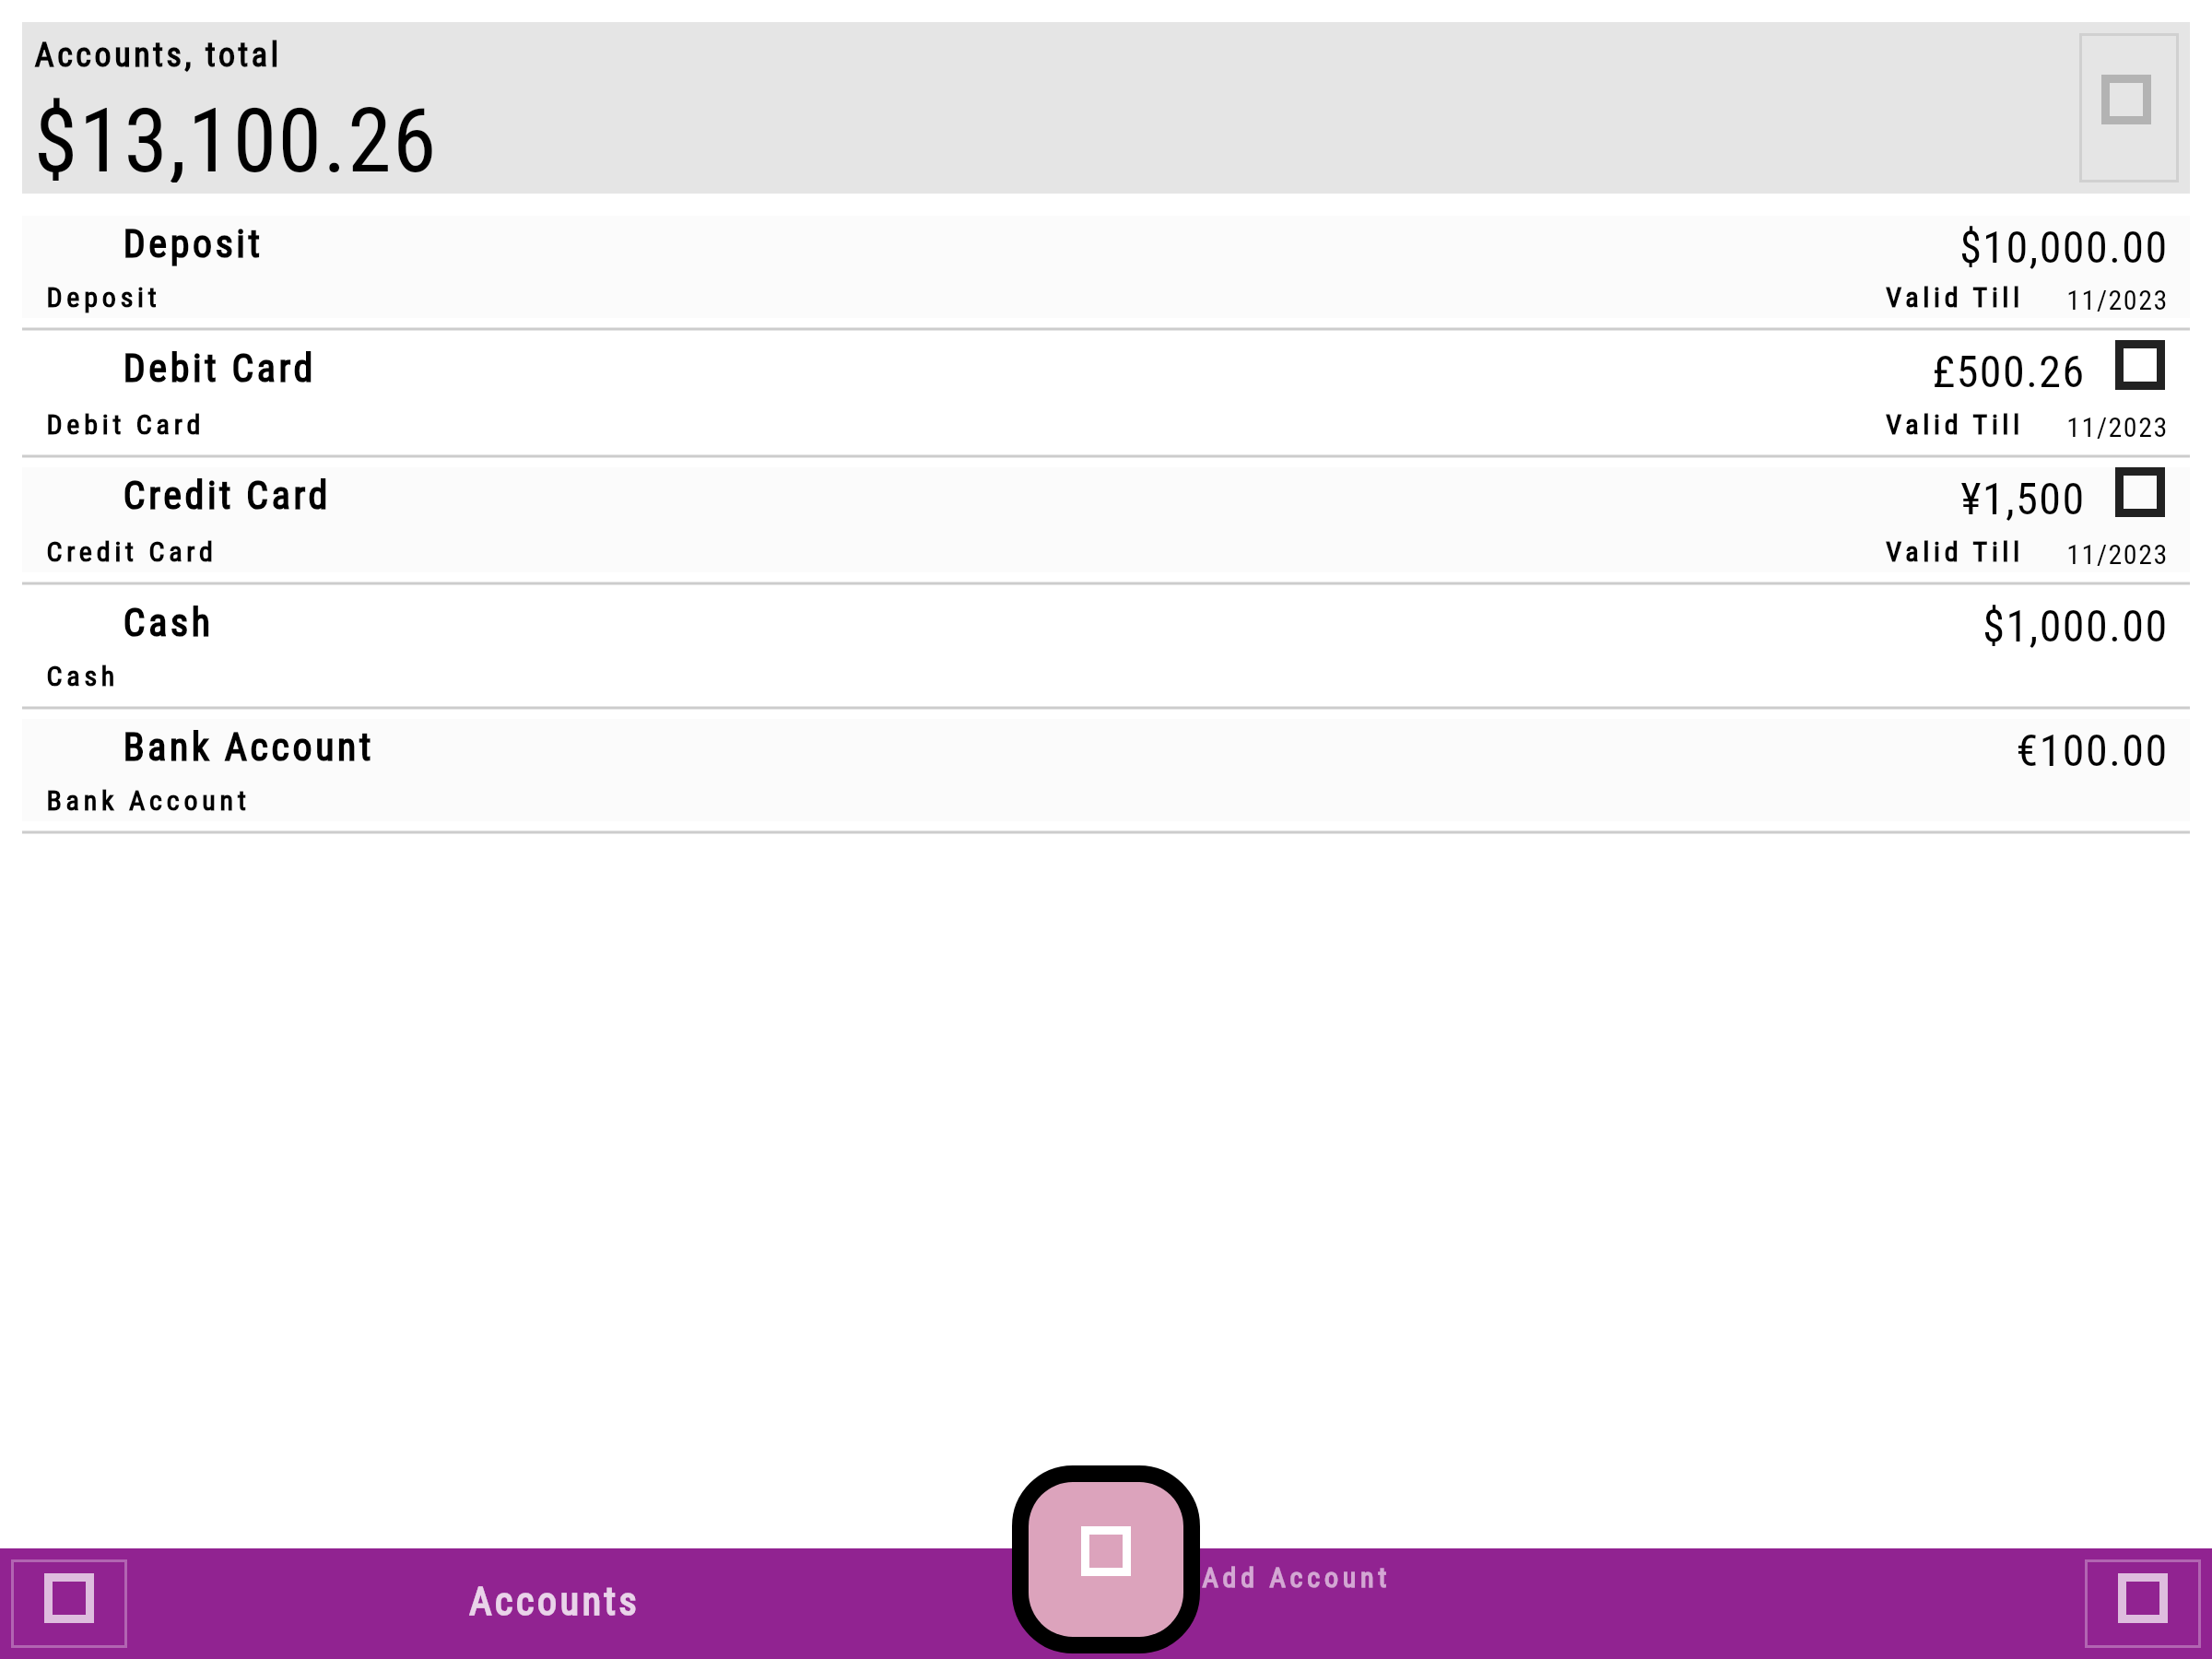 Accounts, total
$13,100.26
Deposit $10,000.00
Deposit Valid Till 11/2023
Debit Card £500.26
Debit Card Valid Till 11/2023
Credit Card ¥1,500
Credit Card Valid Till 11/2023
Cash $1,000.00
Cash
Bank Account €100.00
Bank Account
Add Account
Accounts